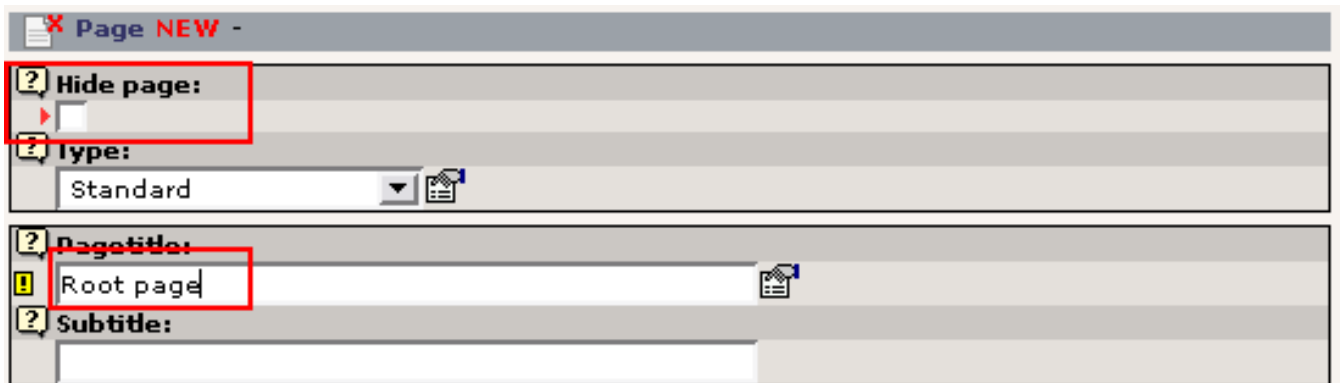 Page NEW -
Hide page:
Type:
Standard
Pagetitle:
Root page
Subtitle: